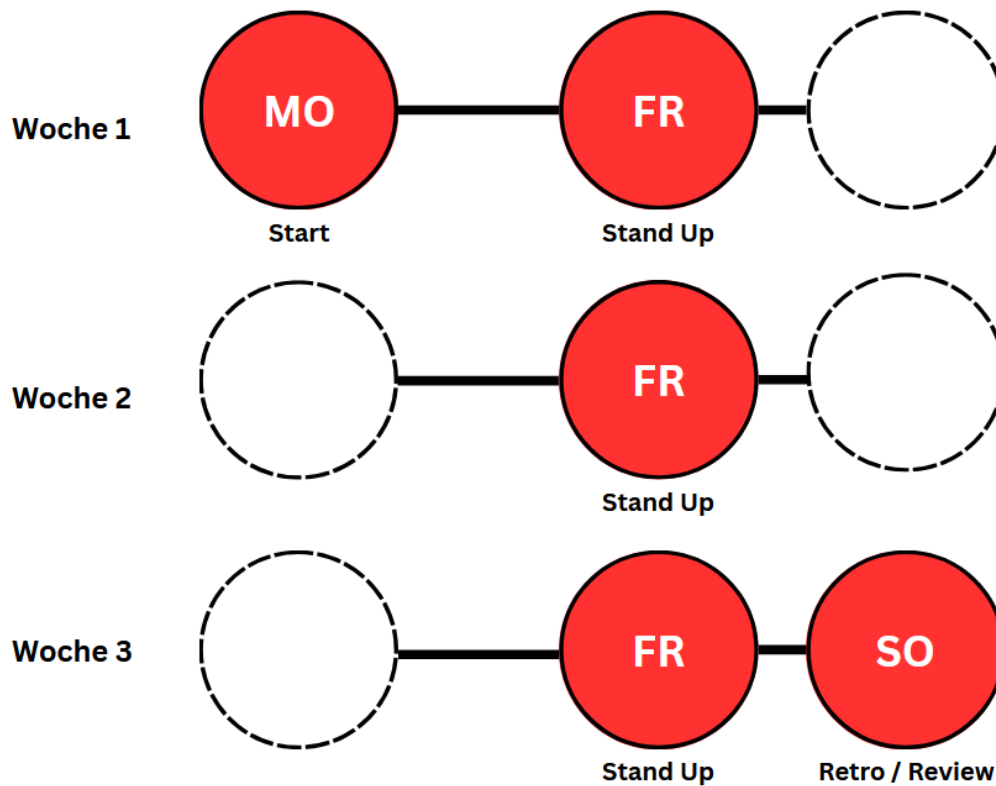 MO
FR
Woche 1
Start
Stand Up
FR
Woche 2
Stand Up
FR
SO
Woche 3
Stand Up
Retro / Review